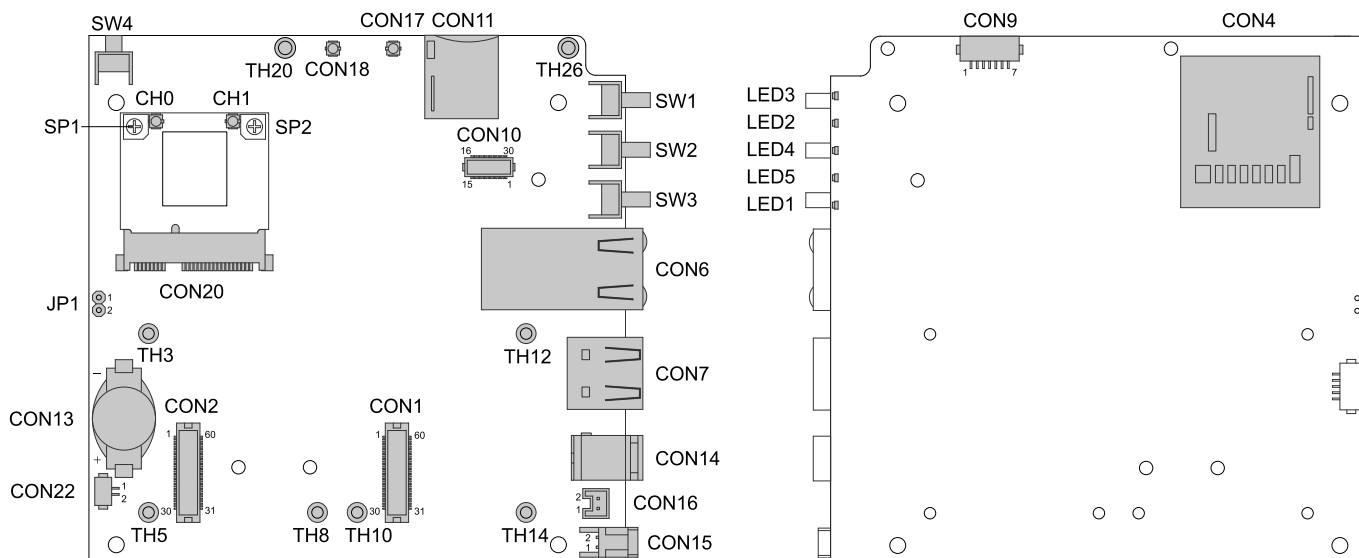 SW4
CON17 CON11
TH20
CON18
TH26
CH0
CH1
SP1
SP2
SW1
CON10
16
30
15
1
SW2
SW3
CON6
CON20
JP1
1
2
TH3
TH12
CON7
−
CON13
+
CON2
1
60
30
31
CON1
1
60
30
31
CON14
CON22
1
2
2
1
CON16
TH5
TH8
TH10
TH14
2
1
CON15
CON9
1
7
CON4
LED3
LED2
LED4
LED5
LED1